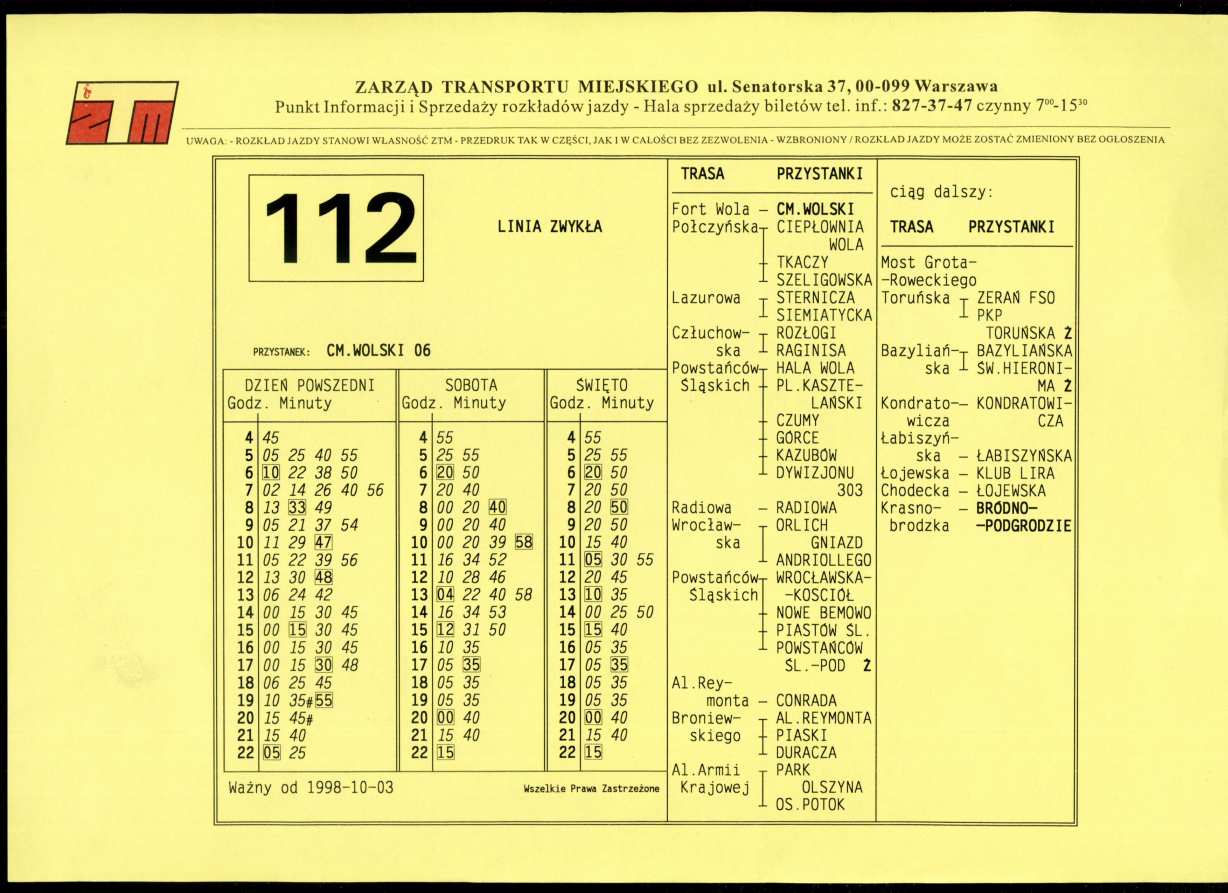 ZTM
ZARZĄD TRANSPORTU MIEJSKIEGO ul. Senatorska 37, 00-099 Warszawa
Punkt Informacji i Sprzedaży rozkładów jazdy - Hala sprzedaży biletów tel. inf.: 827-37-47 czynny 7⁰⁰-15³⁰
UWAGA: - ROZKŁAD JAZDY STANOWI WŁASNOŚĆ ZTM - PRZEDRUK TAK W CZĘŚCI, JAK I W CAŁOŚCI BEZ ZEZWOLENIA - WZBRONIONY / ROZKŁAD JAZDY MOŻE ZOSTAĆ ZMIENIONY BEZ OGŁOSZENIA
112
LINIA ZWYKŁA
PRZYSTANEK: CM.WOLSKI 06
DZIEŃ POWSZEDNI
Godz. Minuty
4 45
5 05 25 40 55
6 10 22 38 50
7 02 14 26 40 56
8 13 33 49
9 05 21 37 54
10 11 29 47
11 05 22 39 56
12 13 30 48
13 06 24 42
14 00 15 30 45
15 00 15 30 45
16 00 15 30 45
17 00 15 30 48
18 06 25 45
19 10 35# 55
20 15 45#
21 15 40
22 05 25
SOBOTA
Godz. Minuty
4 55
5 25 55
6 20 50
7 20 40
8 00 20 40
9 00 20 40
10 00 20 39 58
11 16 34 52
12 10 28 46
13 04 22 40 58
14 16 34 53
15 12 31 50
16 10 35
17 05 35
18 05 35
19 05 35
20 00 40
21 15 40
22 15
ŚWIĘTO
Godz. Minuty
4 55
5 25 55
6 20 50
7 20 50
8 20 50
9 20 50
10 15 40
11 05 30 55
12 20 45
13 10 35
14 00 25 50
15 15 40
16 05 35
17 05 35
18 05 35
19 05 35
20 00 40
21 15 40
22 15
Ważny od 1998-10-03
Wszelkie Prawa Zastrzeżone
TRASA PRZYSTANKI
Fort Wola – CM.WOLSKI
Połczyńska CIEPŁOWNIA
WOLA
TKACZY
SZELIGOWSKA
Lazurowa STERNICZA
SIEMIATYCKA
Człuchow- ROZŁOGI
ska RAGINISA
Powstańców HALA WOLA
Śląskich PL.KASZTE-
LAŃSKI
CZUMY
GÓRCE
KAZUBÓW
DYWIZJONU
303
Radiowa – RADIOWA
Wrocław- ORLICH
ska GNIAZD
ANDRIOLLEGO
Powstańców WROCŁAWSKA-
Śląskich -KOŚCIÓŁ
NOWE BEMOWO
PIASTÓW ŚL.
POWSTAŃCÓW
ŚL.-POD Ż
Al.Rey-
monta – CONRADA
Broniew- AL.REYMONTA
skiego PIASKI
DURACZA
Al.Armii PARK
Krajowej OLSZYNA
OS.POTOK
ciąg dalszy:
TRASA PRZYSTANKI
Most Grota-
-Roweckiego
Toruńska ŻERAŃ FSO
PKP
TORUŃSKA Ż
Bazyliań- BAZYLIAŃSKA
ska ŚW.HIERONI-
MA Ż
Kondrato- – KONDRATOWI-
wicza CZA
Łabiszyń-
ska – ŁABISZYŃSKA
Łojewska – KLUB LIRA
Chodecka – ŁOJEWSKA
Krasno- – BRÓDNO-
brodzka -PODGRODZIE